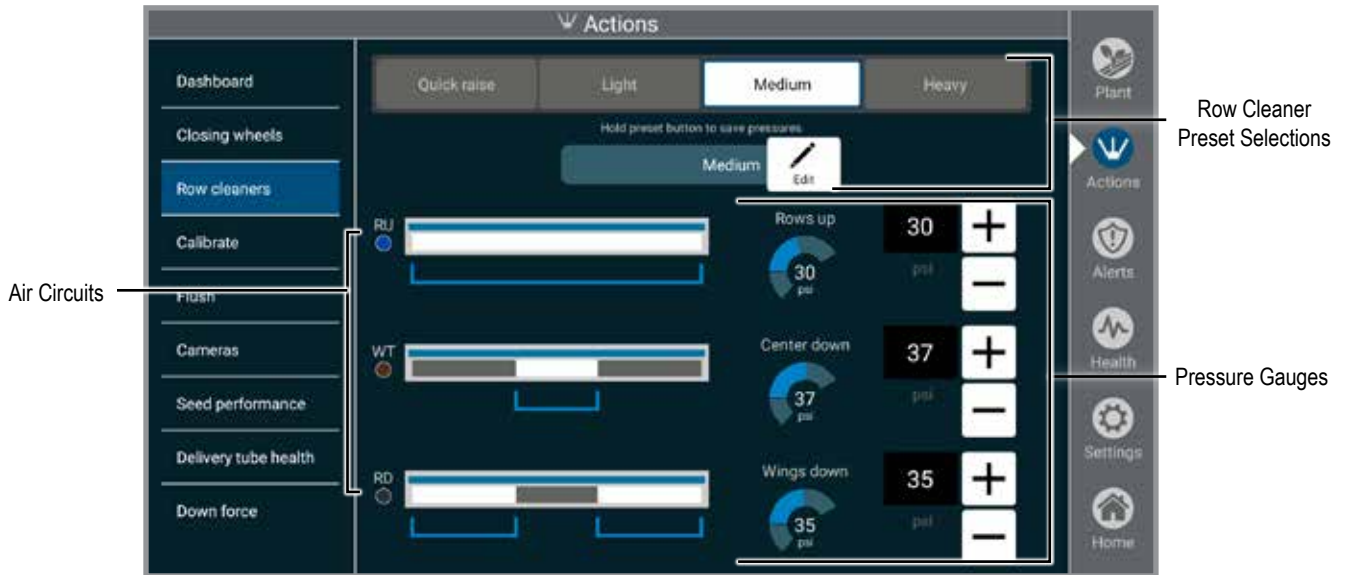 Actions
Dashboard
Closing wheels
Row cleaners
Calibrate
Flush
Cameras
Seed performance
Delivery tube health
Down force
Quick raise
Light
Medium
Heavy
Hold preset button to save pressures.
Medium
Edit
RU
Rows up
30
psi
30
psi
WT
Center down
37
psi
37
psi
RD
Wings down
35
psi
35
psi
Plant
Actions
Alerts
Health
Settings
Home
Air Circuits
Row Cleaner
Preset Selections
Pressure Gauges